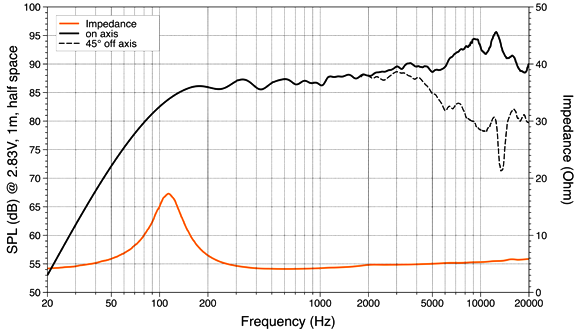 Impedance
on axis
45° off axis
SPL (dB) @ 2.83V, 1m, half space
100
95
90
85
80
75
70
65
60
55
50
Impedance (Ohm)
50
40
30
20
10
0
20 50 100 200 1000 2000 5000 10000 20000
Frequency (Hz)